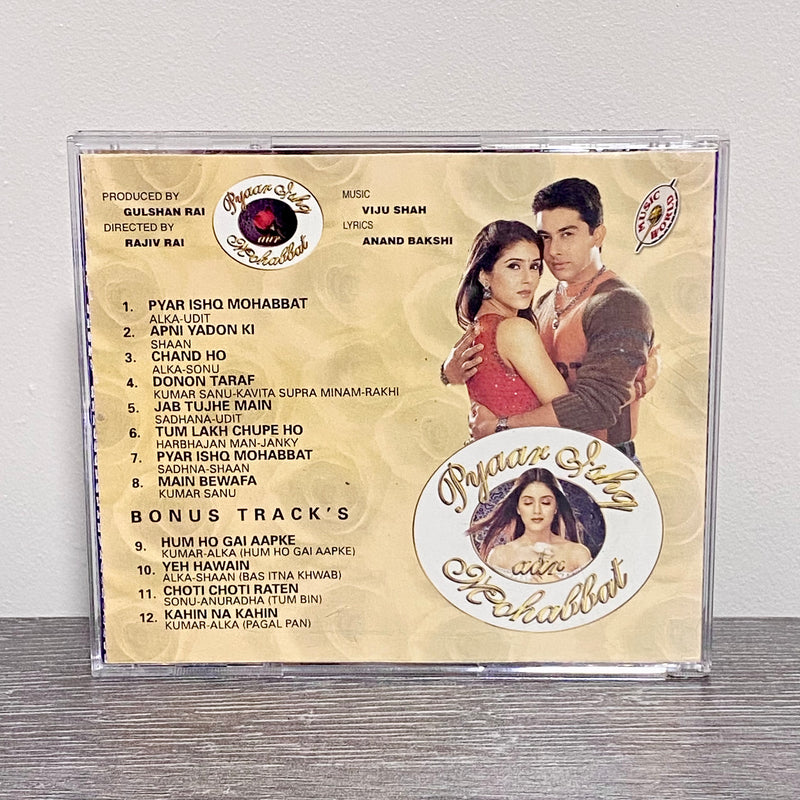 PRODUCED BY
GULSHAN RAI
DIRECTED BY
RAJIV RAI
Pyaar Ishq
aur
Mohabbat
MUSIC
VIJU SHAH
LYRICS
ANAND BAKSHI
MUSIC
WORLD
1. PYAR ISHQ MOHABBAT
ALKA-UDIT
2. APNI YADON KI
SHAAN
3. CHAND HO
ALKA-SONU
4. DONON TARAF
KUMAR SANU-KAVITA SUPRA MINAM-RAKHI
5. JAB TUJHE MAIN
SADHANA-UDIT
6. TUM LAKH CHUPE HO
HARBHAJAN MAN-JANKY
7. PYAR ISHQ MOHABBAT
SADHNA-SHAAN
8. MAIN BEWAFA
KUMAR SANU
BONUS TRACK'S
9. HUM HO GAI AAPKE
KUMAR-ALKA (HUM HO GAI AAPKE)
10. YEH HAWAIN
ALKA-SHAAN (BAS ITNA KHWAB)
11. CHOTI CHOTI RATEN
SONU-ANURADHA (TUM BIN)
12. KAHIN NA KAHIN
KUMAR-ALKA (PAGAL PAN)
Pyaar Ishq
aur
Mohabbat